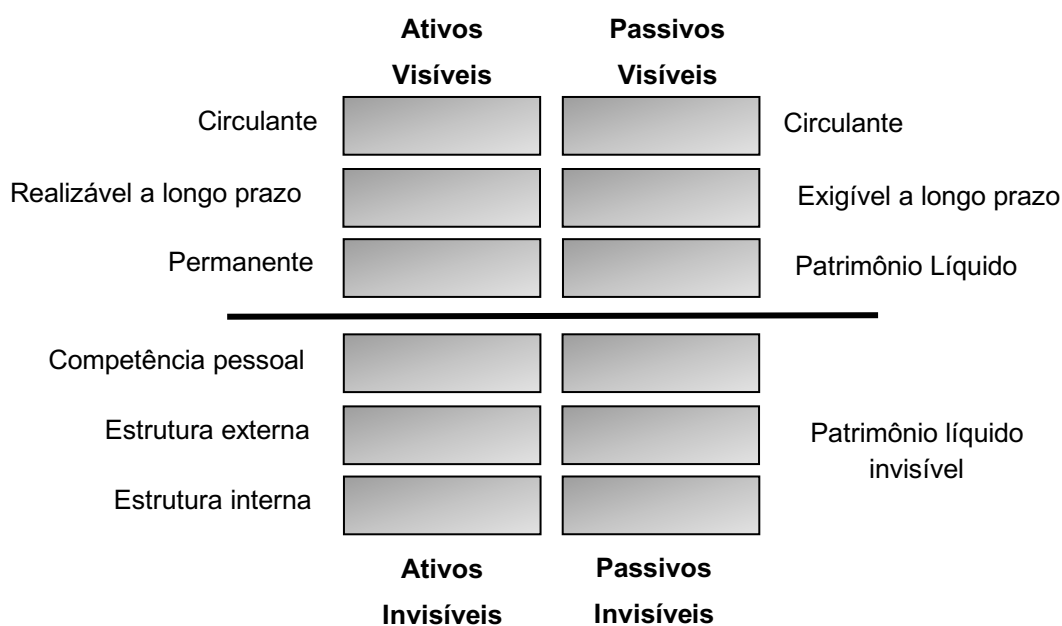 Ativos Passivos
Visíveis Visíveis
Circulante Circulante
Realizável a longo prazo Exigível a longo prazo
Permanente Patrimônio Líquido
Competência pessoal
Estrutura externa Patrimônio líquido
invisível
Estrutura interna
Ativos Passivos
Invisíveis Invisíveis